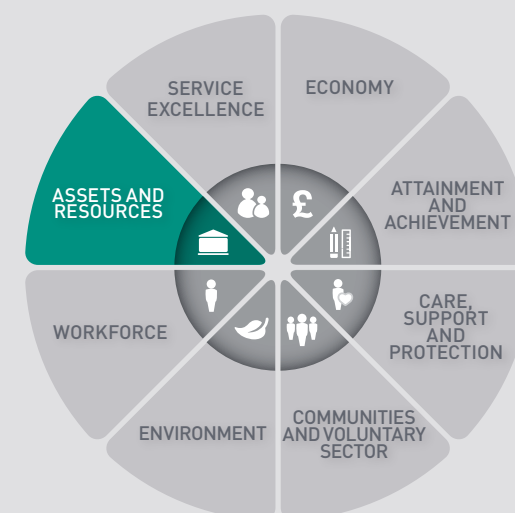 SERVICE
EXCELLENCE
ECONOMY
ASSETS AND
RESOURCES
£
ATTAINMENT
AND
ACHIEVEMENT
WORKFORCE
CARE,
SUPPORT
AND
PROTECTION
ENVIRONMENT
COMMUNITIES
AND VOLUNTARY
SECTOR